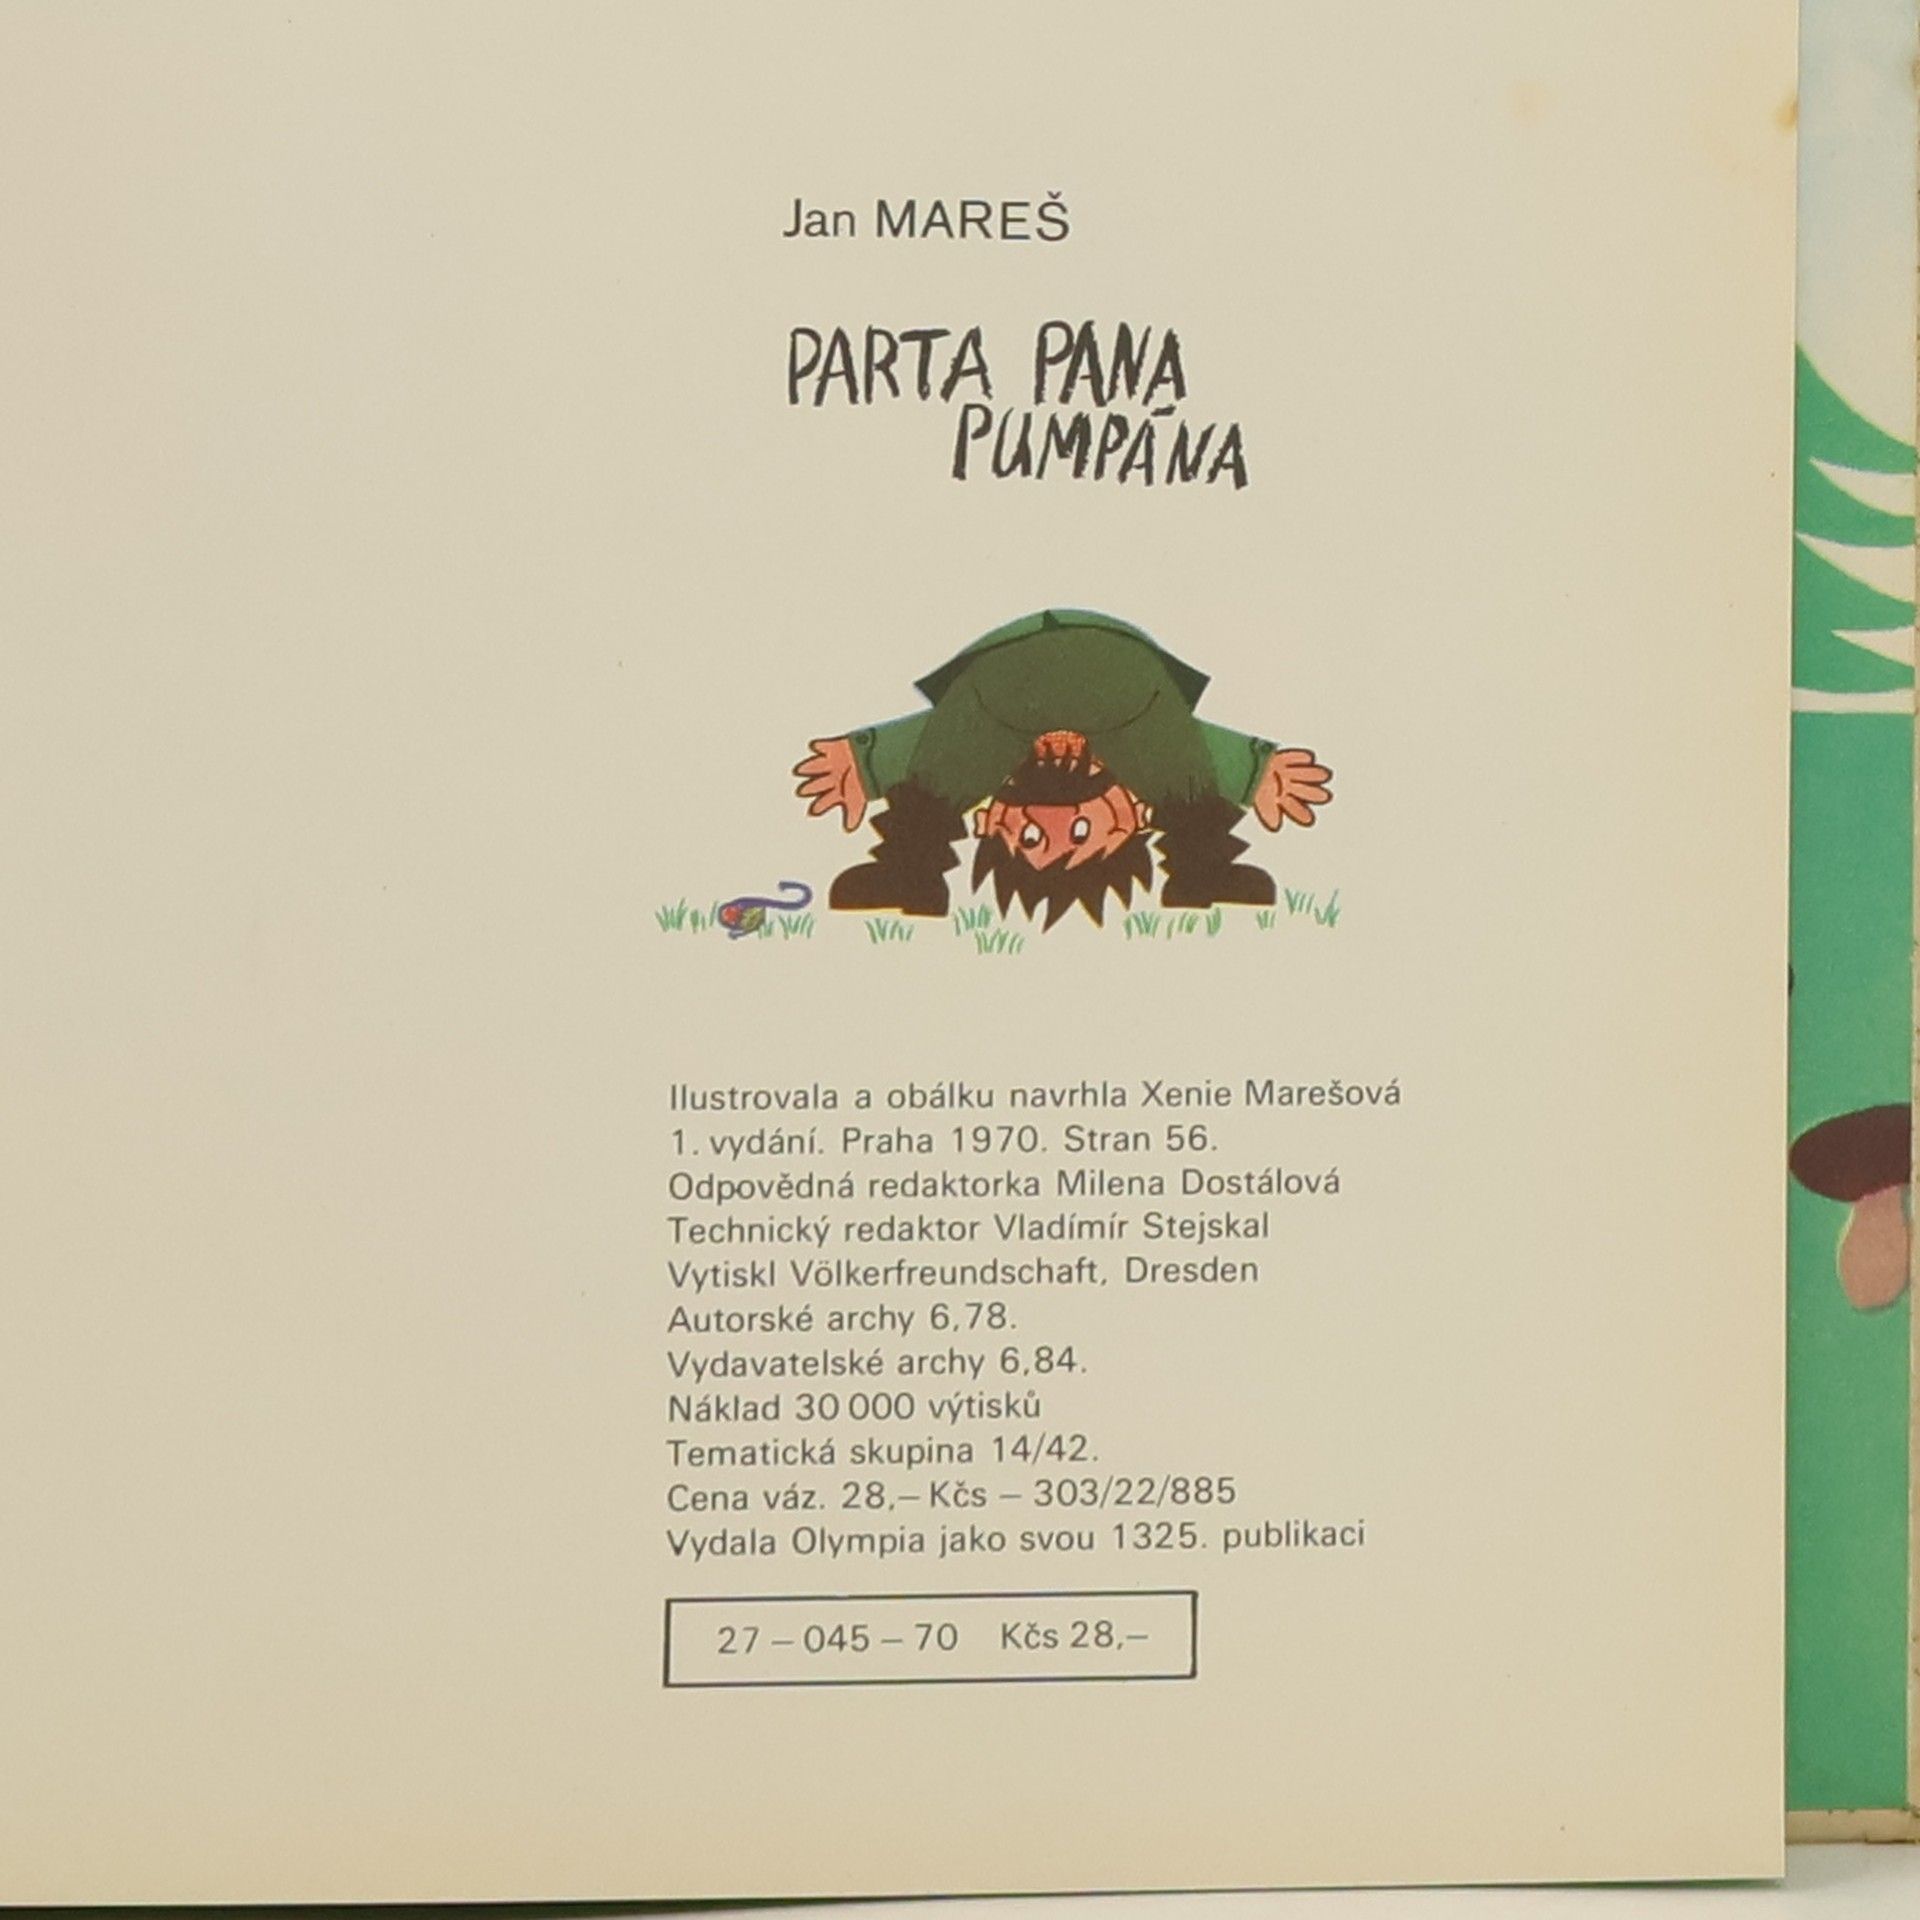 Jan MAREŠ
PARTA PANA
PUMPÁNA
Ilustrovala a obálku navrhla Xenie Marešová
1. vydání. Praha 1970. Stran 56.
Odpovědná redaktorka Milena Dostálová
Technický redaktor Vladímír Stejskal
Vytiskl Völkerfreundschaft, Dresden
Autorské archy 6,78.
Vydavatelské archy 6,84.
Náklad 30 000 výtisků
Tematická skupina 14/42.
Cena váz. 28,– Kčs – 303/22/885
Vydala Olympia jako svou 1325. publikaci
27 – 045 – 70 Kčs 28,–